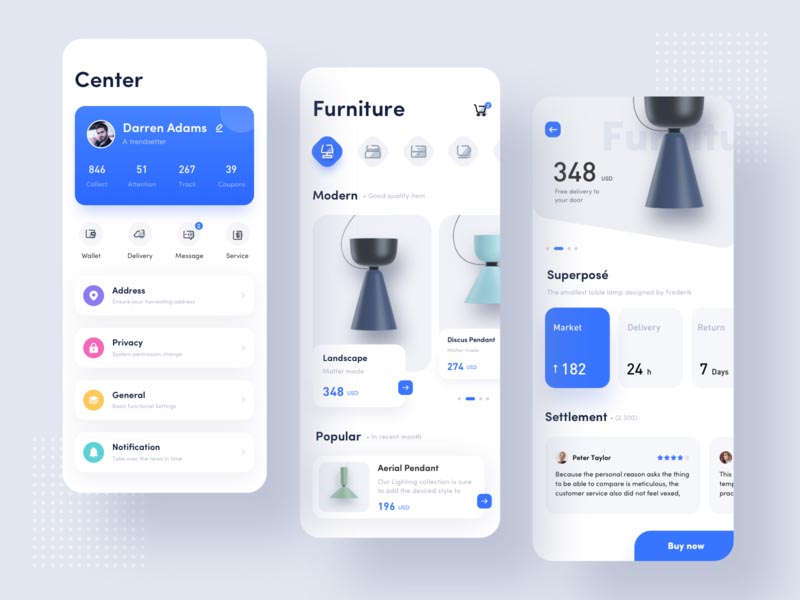 Center
Darren Adams
A trendsetter
846 51 267 39
Collect Attention Track Coupons
2
Wallet Delivery Message Service
Address
Ensure your harvesting address
Privacy
System permission change
General
Basic functional Settings
Notification
Take over the news in time
Furniture
Modern • Good quality item
Landscape
Matter made
348 USD
Discus Pendant
Matter made
274 USD
Popular • In recent month
Aerial Pendant
Our Lighting collection is sure
to add the desired style to
196 USD
Furnitu
348 USD
Free delivery to
your door
Superposé
The smallest table lamp designed by Frederik
Market Delivery Return
↑ 182 24 h 7 Days
Settlement • (2 300)
Peter Taylor
Because the personal reason asks the thing
to be able to compare is meticulous, the
customer service also did not feel vexed,
This
temp
prac
Buy now